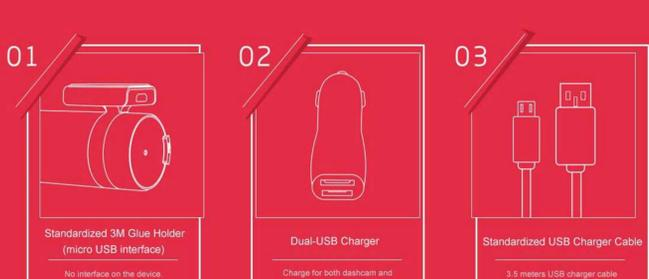 01
02
03
Standardized 3M Glue Holder
(micro USB interface)
No interface on the device.
Dual-USB Charger
Charge for both dashcam and
Standardized USB Charger Cable
3.5 meters USB charger cable